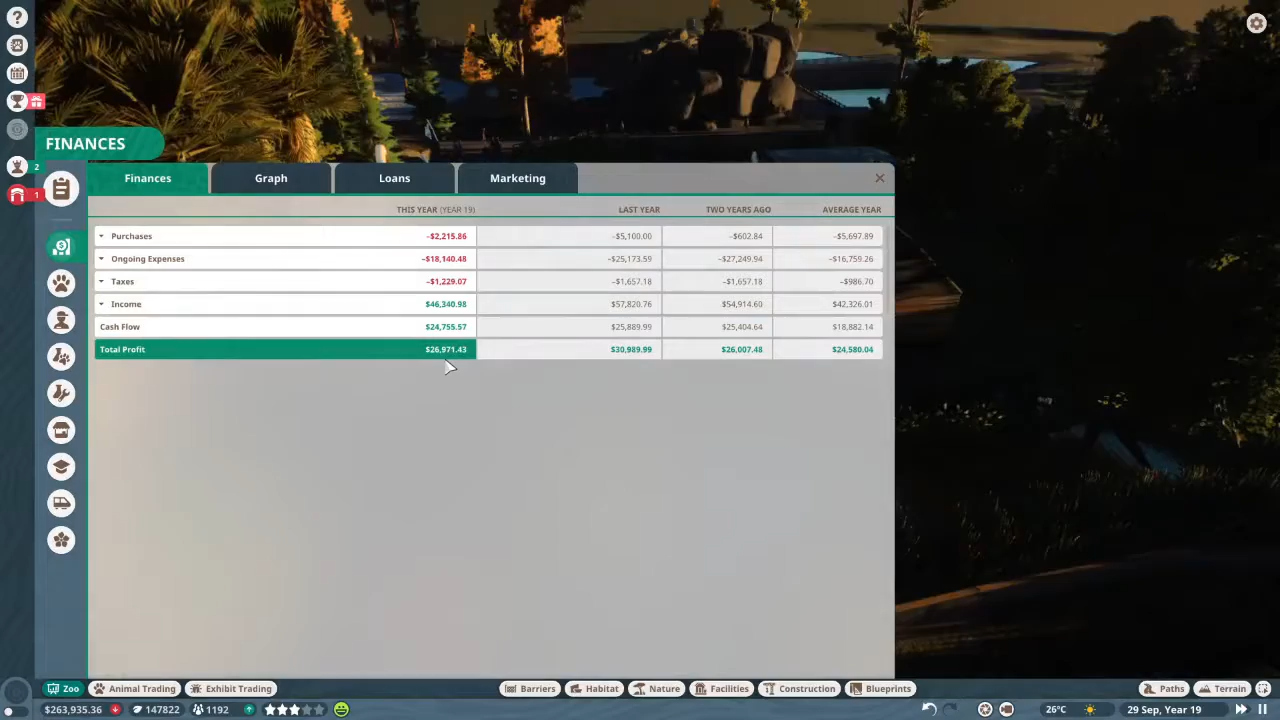 ?
2
1
FINANCES
Finances Graph Loans Marketing
THIS YEAR (YEAR 19) LAST YEAR TWO YEARS AGO AVERAGE YEAR
Purchases -$2,215.86 -$5,100.00 -$602.84 -$5,697.89
Ongoing Expenses -$18,140.48 -$25,173.59 -$27,249.94 -$16,759.26
Taxes -$1,229.07 -$1,657.18 -$1,657.18 -$986.70
Income $46,340.98 $57,820.76 $54,914.60 $42,326.01
Cash Flow $24,755.57 $25,889.99 $25,404.64 $18,882.14
Total Profit $26,971.43 $30,989.99 $26,007.48 $24,580.04
Zoo Animal Trading Exhibit Trading Barriers Habitat Nature Facilities Construction Blueprints Paths Terrain
$263,935.36 147822 1192 26°C 29 Sep, Year 19